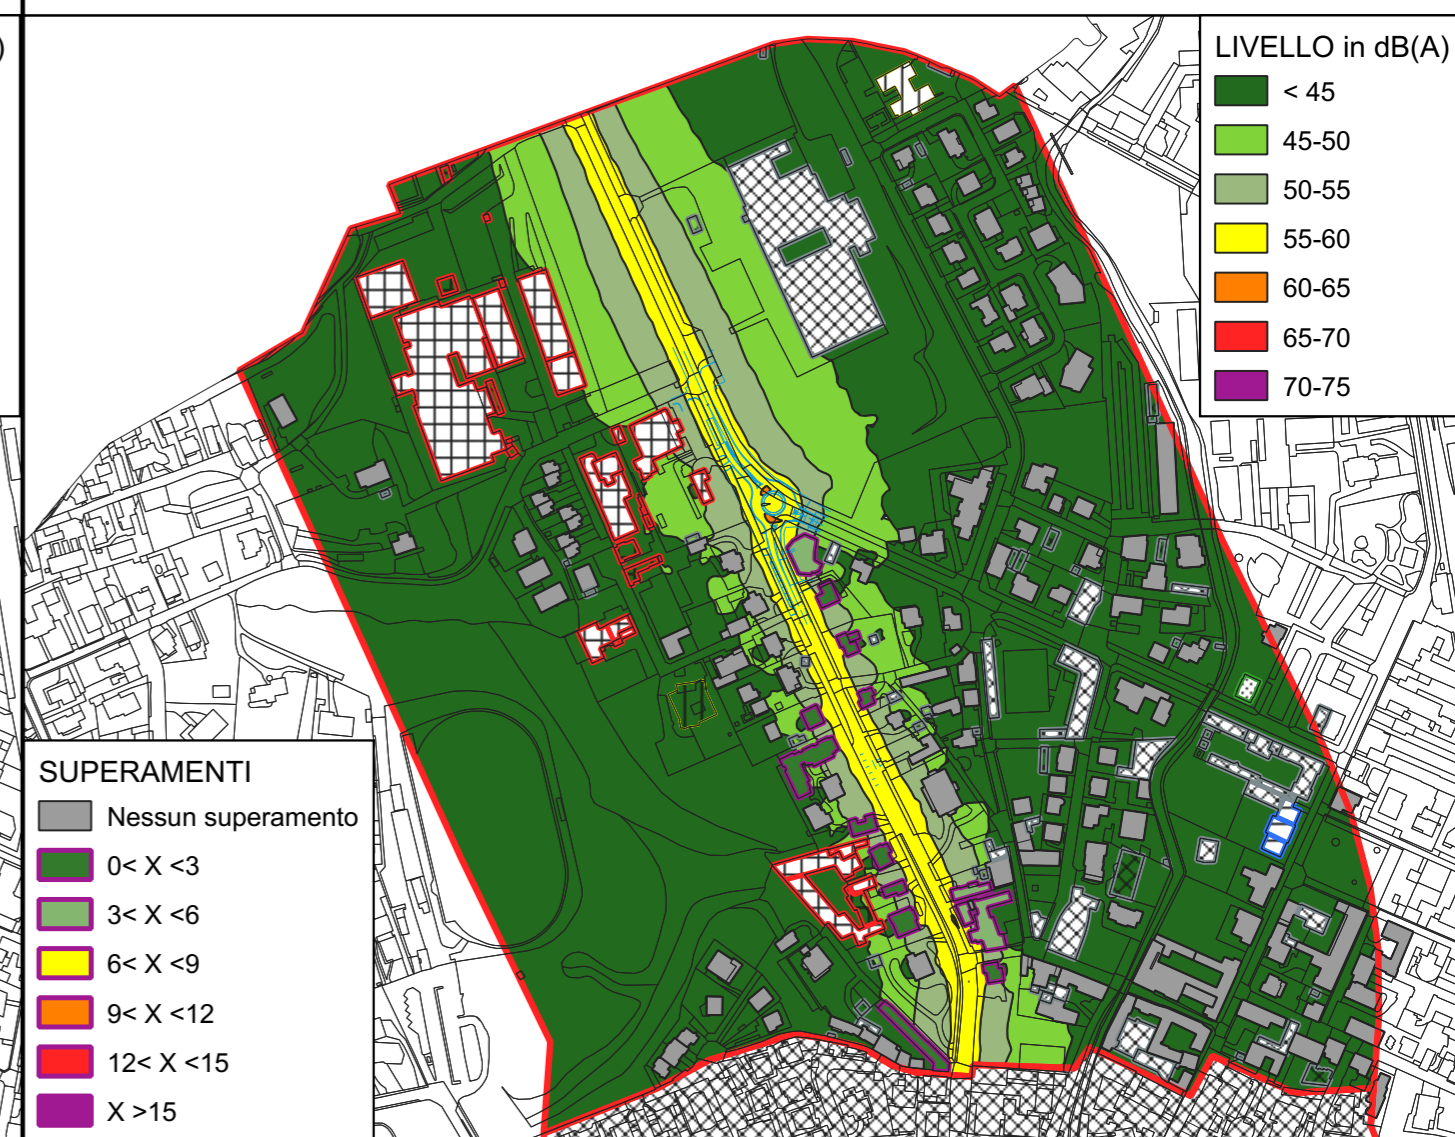 )
LIVELLO in dB(A)
< 45
45-50
50-55
55-60
60-65
65-70
70-75
SUPERAMENTI
Nessun superamento
0< X <3
3< X <6
6< X <9
9< X <12
12< X <15
X >15